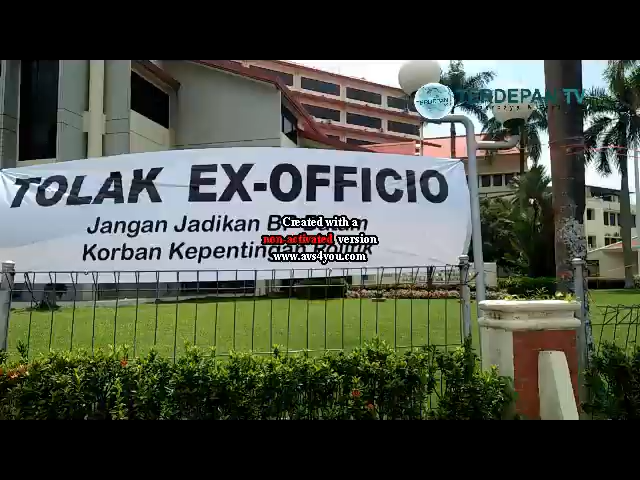 TERDEPAN TV
TOLAK EX-OFFICIO
Jangan Jadikan
Korban Kepentingan
Created with a
non-activated version
www.avs4you.com